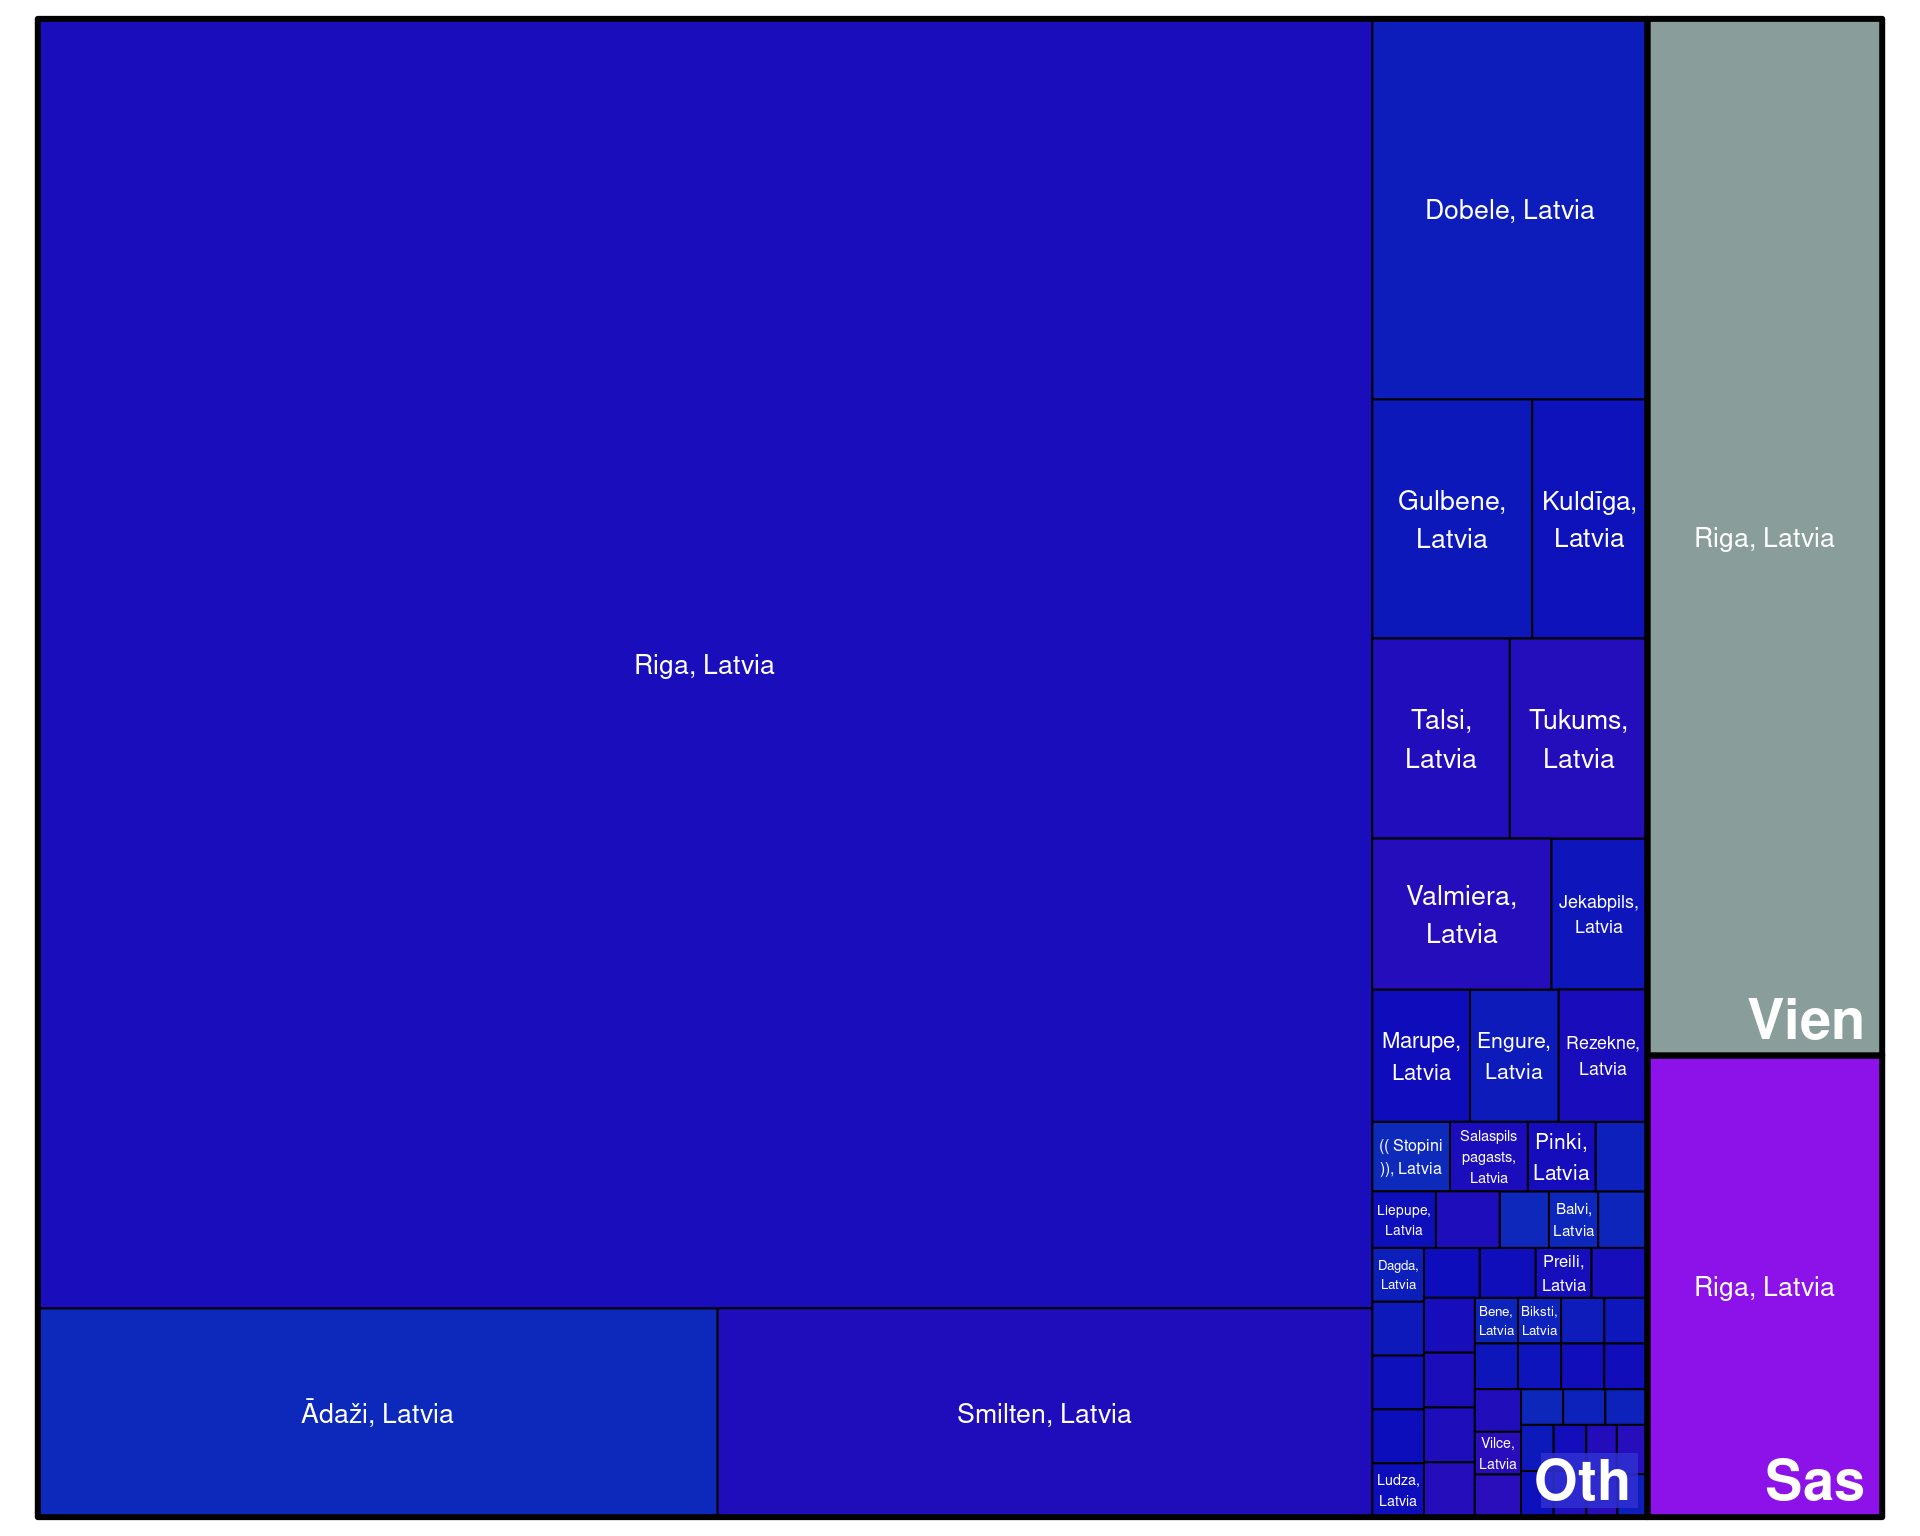 Riga, Latvia
Ādaži, Latvia
Smilten, Latvia
Dobele, Latvia
Gulbene,
Latvia
Kuldīga,
Latvia
Talsi,
Latvia
Tukums,
Latvia
Valmiera,
Latvia
Jekabpils,
Latvia
Marupe,
Latvia
Engure,
Latvia
Rezekne,
Latvia
(( Stopini
)), Latvia
Salaspils
pagasts,
Latvia
Pinki,
Latvia
Liepupe,
Latvia
Balvi,
Latvia
Dagda,
Latvia
Preili,
Latvia
Bene,
Latvia
Biksti,
Latvia
Vilce,
Latvia
Ludza,
Latvia
Oth
Riga, Latvia
Vien
Riga, Latvia
Sas